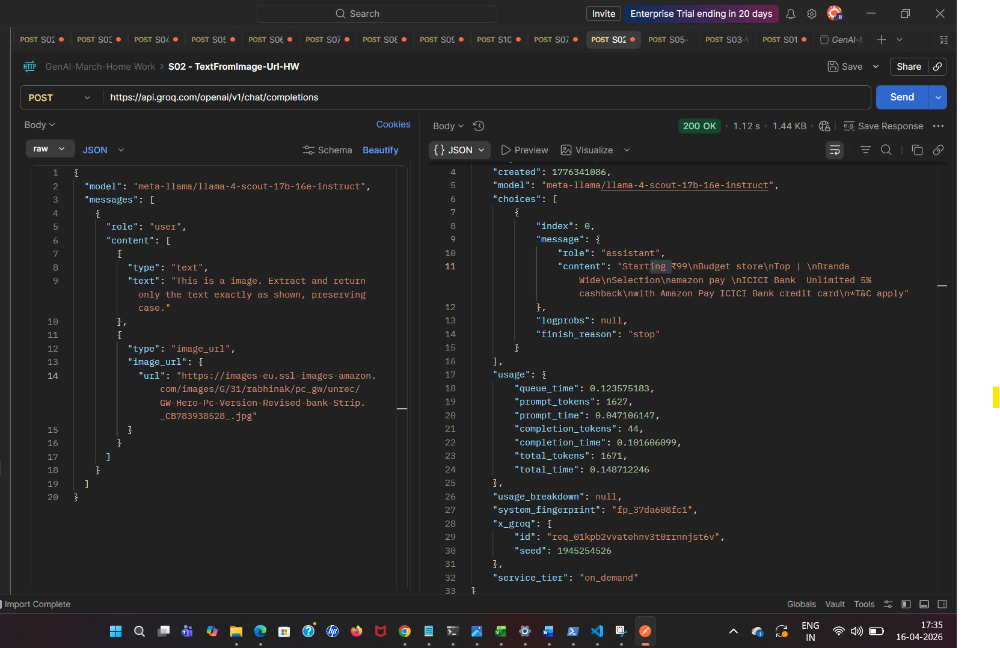 Search
Invite
Enterprise Trial ending in 20 days
POST S02
POST S03
POST S04
POST S05
POST S06
POST S07
POST S08
POST S09
POST S10
POST S07
POST S02
POST S05-
POST S03-
POST S01
GenAI-
HTTP
GenAI-March-Home Work > S02 - TextFromImage-Url-HW
Save
Share
POST
https://api.groq.com/openai/v1/chat/completions
Send
Body
Cookies
raw
JSON
Schema
Beautify
1 {
2 "model": "meta-llama/llama-4-scout-17b-16e-instruct",
3 "messages": [
4 {
5 "role": "user",
6 "content": [
7 {
8 "type": "text",
9 "text": "This is a image. Extract and return
only the text exactly as shown, preserving
case."
10 },
11 {
12 "type": "image_url",
13 "image_url": {
14 "url": "https://images-eu.ssl-images-amazon.
com/images/G/31/rabhinak/pc_gw/unrec/
GW-Hero-Pc-Version-Revised-bank-Strip.
_CB783938528_.jpg"
15 }
16 }
17 ]
18 }
19 ]
20 }
Body
200 OK
1.12 s
1.44 KB
e.g. Save Response
{ } JSON
Preview
Visualize
4 "created": 1776341086,
5 "model": "meta-llama/llama-4-scout-17b-16e-instruct",
6 "choices": [
7 {
8 "index": 0,
9 "message": {
10 "role": "assistant",
11 "content": "Starting ₹99\nBudget store\nTop | \nBranda
Wide\nSelection\namazon pay \nICICI Bank  Unlimited 5%
cashback\nwith Amazon Pay ICICI Bank credit card\n*T&C apply"
12 },
13 "logprobs": null,
14 "finish_reason": "stop"
15 }
16 ],
17 "usage": {
18 "queue_time": 0.123575183,
19 "prompt_tokens": 1627,
20 "prompt_time": 0.047106147,
21 "completion_tokens": 44,
22 "completion_time": 0.101606099,
23 "total_tokens": 1671,
24 "total_time": 0.148712246
25 },
26 "usage_breakdown": null,
27 "system_fingerprint": "fp_37da608fc1",
28 "x_groq": {
29 "id": "req_01kpb2vvatehnv3t0rrnnjst6v",
30 "seed": 1945254526
31 },
32 "service_tier": "on_demand"
33 }
Import Complete
Globals
Vault
Tools
ENG
IN
17:35
16-04-2026